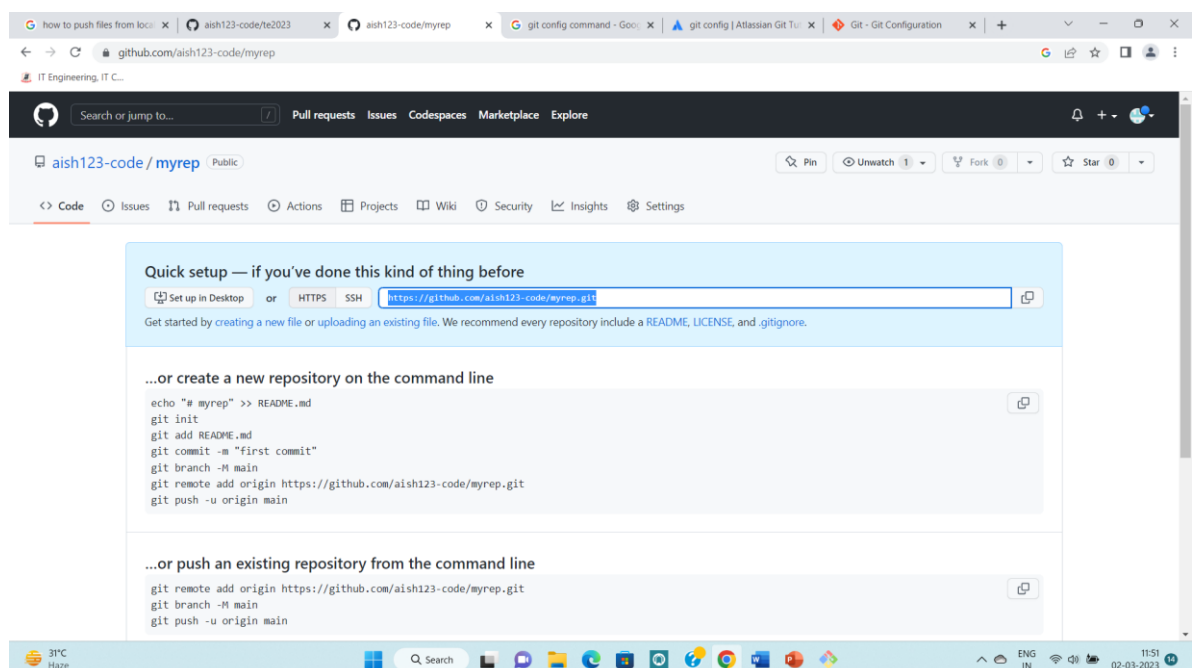 how to push files from loca
aish123-code/te2023
aish123-code/myrep
git config command - Goog
git config | Atlassian Git Tut
Git - Git Configuration
github.com/aish123-code/myrep
IT Engineering, IT C...
Search or jump to... / Pull requests Issues Codespaces Marketplace Explore
aish123-code / myrep Public
Pin Unwatch 1 Fork 0 Star 0
Code Issues Pull requests Actions Projects Wiki Security Insights Settings
Quick setup — if you've done this kind of thing before
Set up in Desktop or HTTPS SSH https://github.com/aish123-code/myrep.git
Get started by creating a new file or uploading an existing file. We recommend every repository include a README, LICENSE, and .gitignore.
...or create a new repository on the command line
echo "# myrep" >> README.md
git init
git add README.md
git commit -m "first commit"
git branch -M main
git remote add origin https://github.com/aish123-code/myrep.git
git push -u origin main
...or push an existing repository from the command line
git remote add origin https://github.com/aish123-code/myrep.git
git branch -M main
git push -u origin main
31°C
Haze
Search
ENG
IN
11:51
02-03-2023
14